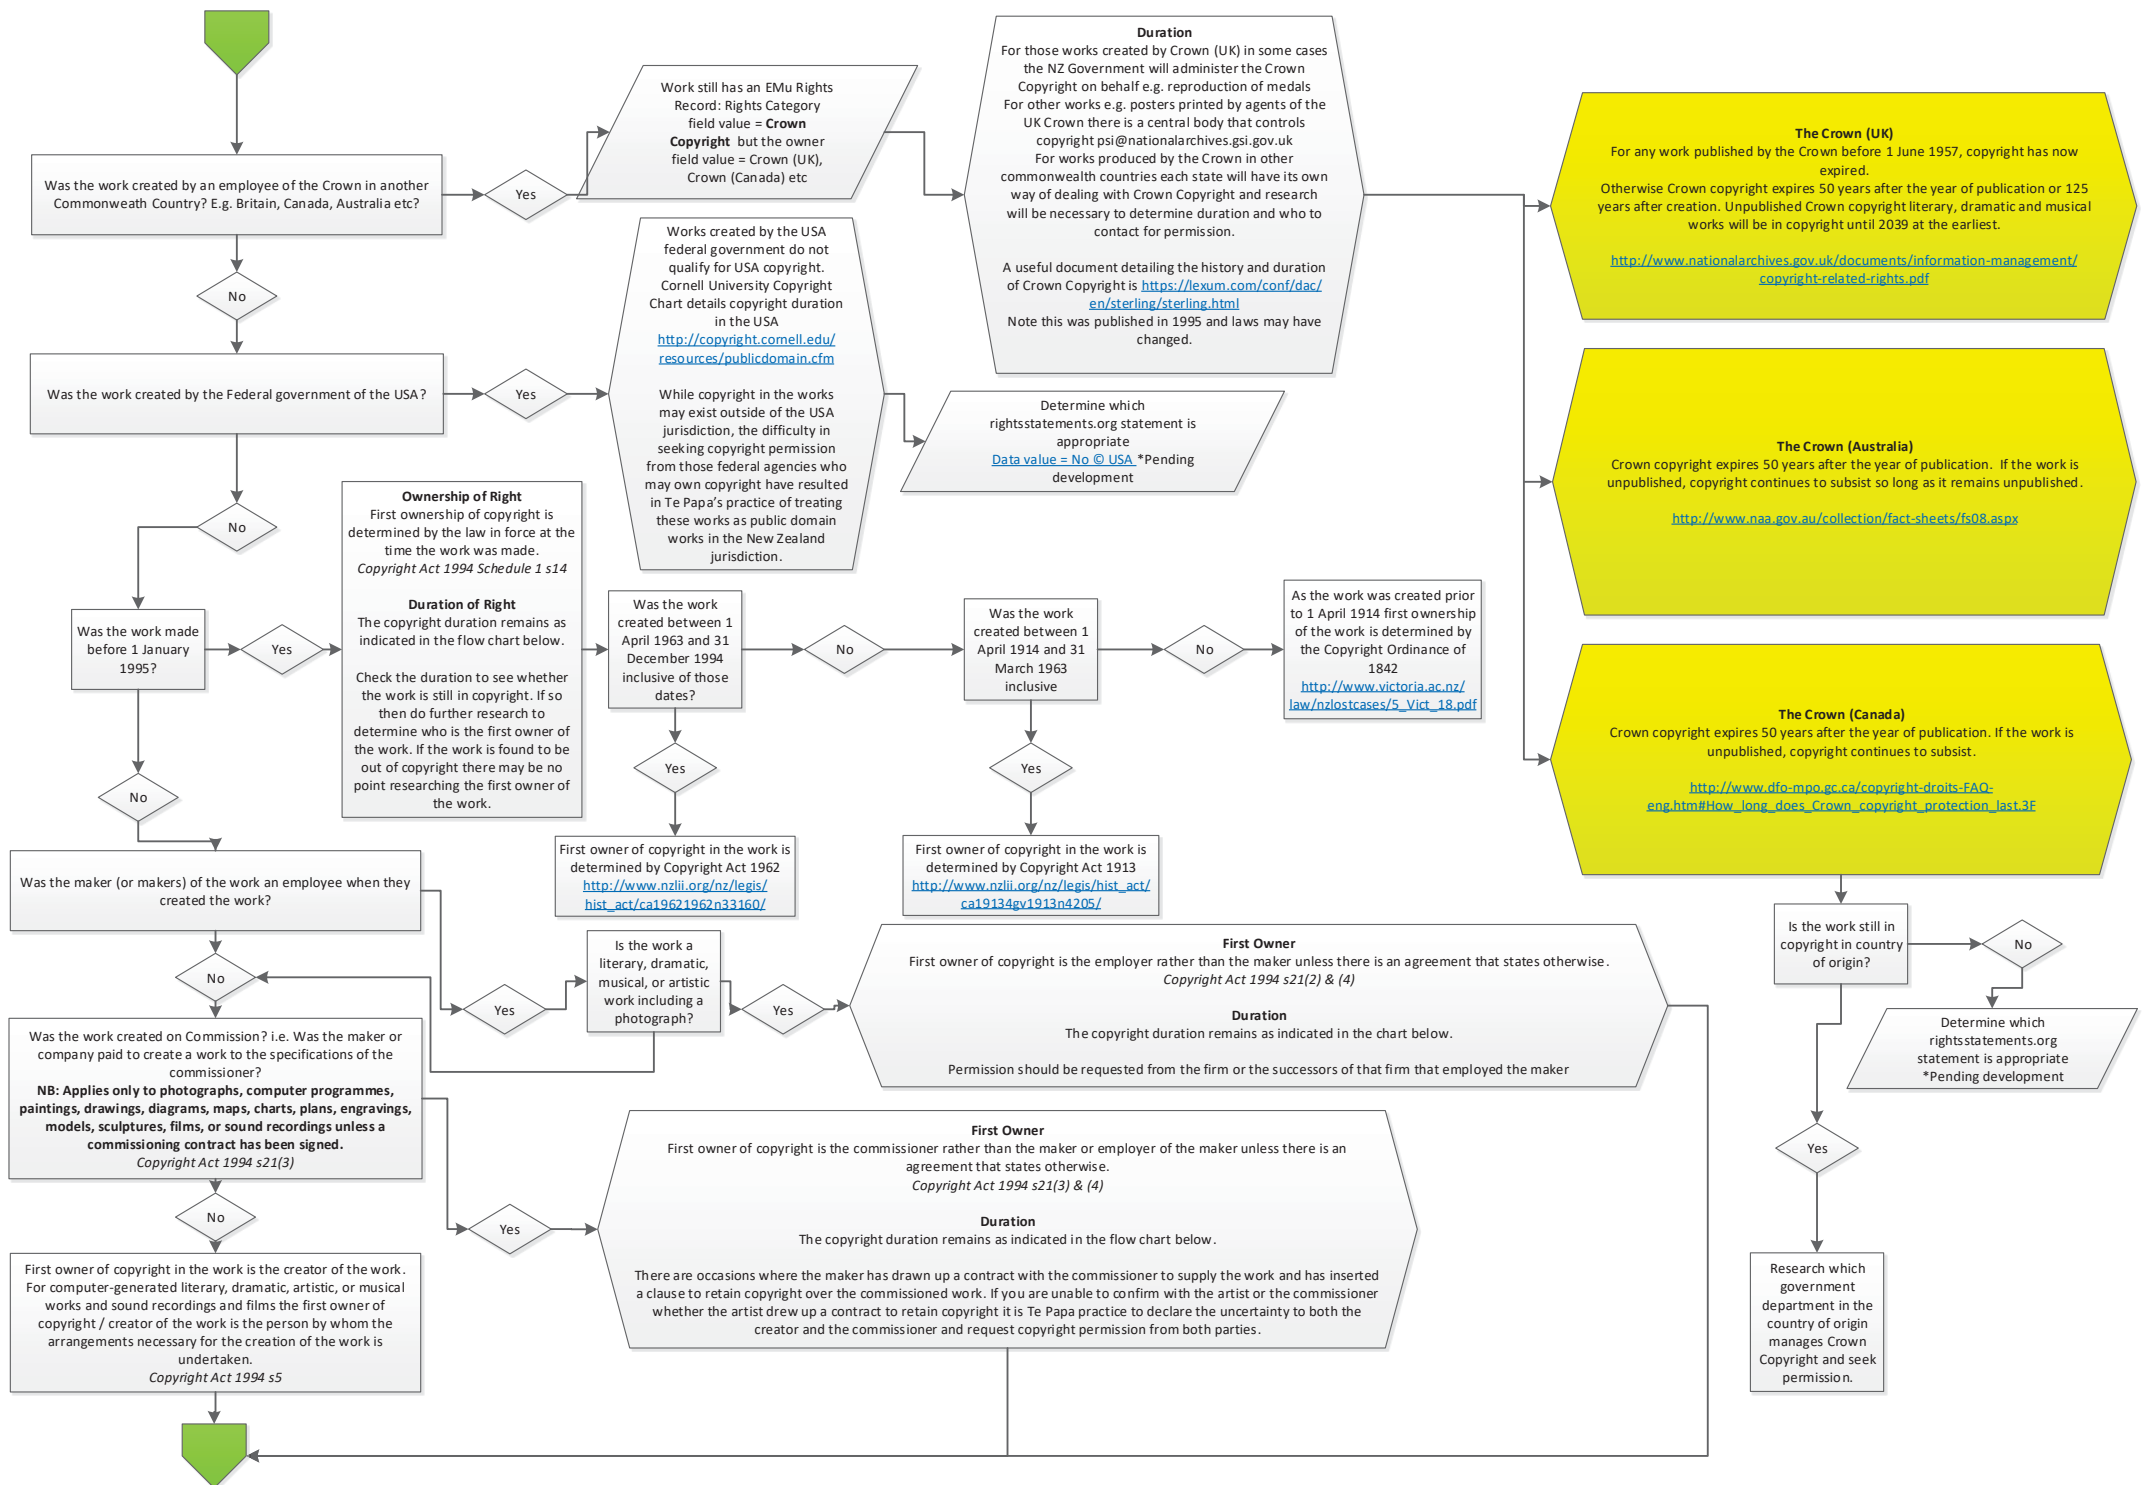 Was the work created by an employee of the Crown in another
Commonweath Country? E.g. Britain, Canada, Australia etc?
Yes
Work still has an EMu Rights
Record: Rights Category
field value = Crown
Copyright  but the owner
field value = Crown (UK),
Crown (Canada) etc
Duration
For those works created by Crown (UK) in some cases
the NZ Government will administer the Crown
Copyright on behalf e.g. reproduction of medals
For other works e.g. posters printed by agents of the
UK Crown there is a central body that controls
copyright psi@nationalarchives.gsi.gov.uk
For works produced by the Crown in other
commonwealth countries each state will have its own
way of dealing with Crown Copyright and research
will be necessary to determine duration and who to
contact for permission.
A useful document detailing the history and duration
of Crown Copyright is https://lexum.com/conf/dac/
en/sterling/sterling.html
Note this was published in 1995 and laws may have
changed.
The Crown (UK)
For any work published by the Crown before 1 June 1957, copyright has now
expired.
Otherwise Crown copyright expires 50 years after the year of publication or 125
years after creation. Unpublished Crown copyright literary, dramatic and musical
works will be in copyright until 2039 at the earliest.
http://www.nationalarchives.gov.uk/documents/information-management/
copyright-related-rights.pdf
The Crown (Australia)
Crown copyright expires 50 years after the year of publication.  If the work is
unpublished, copyright continues to subsist so long as it remains unpublished.
http://www.naa.gov.au/collection/fact-sheets/fs08.aspx
The Crown (Canada)
Crown copyright expires 50 years after the year of publication. If the work is
unpublished, copyright continues to subsist.
http://www.dfo-mpo.gc.ca/copyright-droits-FAQ-
eng.htm#How_long_does_Crown_copyright_protection_last.3F
Is the work still in
copyright in country
of origin?
No
Determine which
rightsstatements.org
statement is appropriate
*Pending development
Yes
Research which
government
department in the
country of origin
manages Crown
Copyright and seek
permission.
No
Was the work created by the Federal government of the USA?
Yes
Works created by the USA
federal government do not
qualify for USA copyright.
Cornell University Copyright
Chart details copyright duration
in the USA
http://copyright.cornell.edu/
resources/publicdomain.cfm
While copyright in the works
may exist outside of the USA
jurisdiction, the difficulty in
seeking copyright permission
from those federal agencies who
may own copyright have resulted
in Te Papa's practice of treating
these works as public domain
works in the New Zealand
jurisdiction.
Determine which
rightsstatements.org statement is
appropriate
Data value = No © USA *Pending
development
No
Was the work made
before 1 January
1995?
Yes
Ownership of Right
First ownership of copyright is
determined by the law in force at the
time the work was made.
Copyright Act 1994 Schedule 1 s14
Duration of Right
The copyright duration remains as
indicated in the flow chart below.
Check the duration to see whether
the work is still in copyright. If so
then do further research to
determine who is the first owner of
the work. If the work is found to be
out of copyright there may be no
point researching the first owner of
the work.
Was the work
created between 1
April 1963 and 31
December 1994
inclusive of those
dates?
No
Was the work
created between 1
April 1914 and 31
March 1963
inclusive
No
As the work was created prior
to 1 April 1914 first ownership
of the work is determined by
the Copyright Ordinance of
1842
http://www.victoria.ac.nz/
law/nzlostcases/5_Vict_18.pdf
Yes
First owner of copyright in the work is
determined by Copyright Act 1962
http://www.nzlii.org/nz/legis/
hist_act/ca19621962n33160/
Yes
First owner of copyright in the work is
determined by Copyright Act 1913
http://www.nzlii.org/nz/legis/hist_act/
ca19134gv1913n4205/
No
Was the maker (or makers) of the work an employee when they
created the work?
Yes
Is the work a
literary, dramatic,
musical, or artistic
work including a
photograph?
Yes
First Owner
First owner of copyright is the employer rather than the maker unless there is an agreement that states otherwise.
Copyright Act 1994 s21(2) & (4)
Duration
The copyright duration remains as indicated in the chart below.
Permission should be requested from the firm or the successors of that firm that employed the maker
No
Was the work created on Commission? i.e. Was the maker or
company paid to create a work to the specifications of the
commissioner?
NB: Applies only to photographs, computer programmes,
paintings, drawings, diagrams, maps, charts, plans, engravings,
models, sculptures, films, or sound recordings unless a
commissioning contract has been signed.
Copyright Act 1994 s21(3)
Yes
First Owner
First owner of copyright is the commissioner rather than the maker or employer of the maker unless there is an
agreement that states otherwise.
Copyright Act 1994 s21(3) & (4)
Duration
The copyright duration remains as indicated in the flow chart below.
There are occasions where the maker has drawn up a contract with the commissioner to supply the work and has inserted
a clause to retain copyright over the commissioned work. If you are unable to confirm with the artist or the commissioner
whether the artist drew up a contract to retain copyright it is Te Papa practice to declare the uncertainty to both the
creator and the commissioner and request copyright permission from both parties.
No
First owner of copyright in the work is the creator of the work.
For computer-generated literary, dramatic, artistic, or musical
works and sound recordings and films the first owner of
copyright / creator of the work is the person by whom the
arrangements necessary for the creation of the work is
undertaken.
Copyright Act 1994 s5